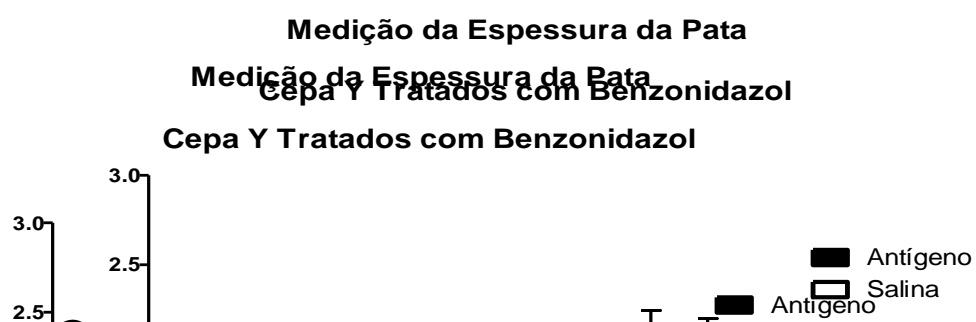 Medição da Espessura da Pata
Medição da Espessura da Pata
Cepa Y Tratados com Benzonidazol
Cepa Y Tratados com Benzonidazol
3.0
3.0
2.5
2.5
Antígeno
Salina
Antígeno